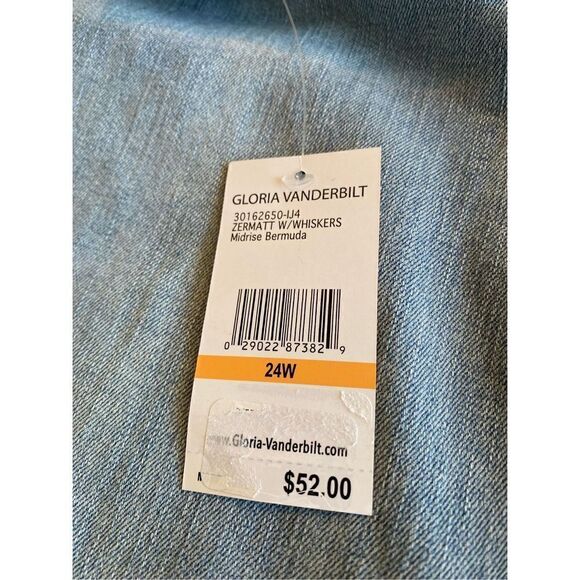 GLORIA VANDERBILT
30162650-IJ4
ZERMATT W/WHISKERS
Midrise Bermuda
0 29022 87382 9
24W
www.Gloria-Vanderbilt.com
$52.00